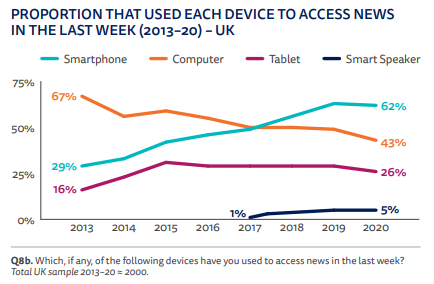 PROPORTION THAT USED EACH DEVICE TO ACCESS NEWS
IN THE LAST WEEK (2013–20) – UK
Smartphone Computer Tablet Smart Speaker
75%
67%
62%
50%
43%
29%
25%
26%
16%
1%
5%
0%
2013 2014 2015 2016 2017 2018 2019 2020
Q8b. Which, if any, of the following devices have you used to access news in the last week?
Total UK sample 2013–20 ≈ 2000.